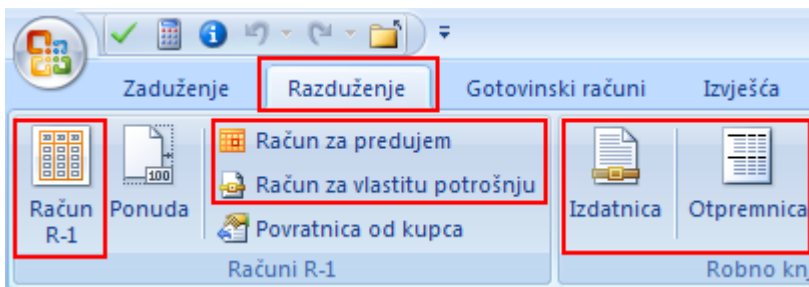 Zaduženje Razduženje Gotovinski računi Izvješća
Račun R-1
Ponuda
100
Račun za predujem
Račun za vlastitu potrošnju
Povratnica od kupca
Izdatnica
Otpremnica
Računi R-1
Robno